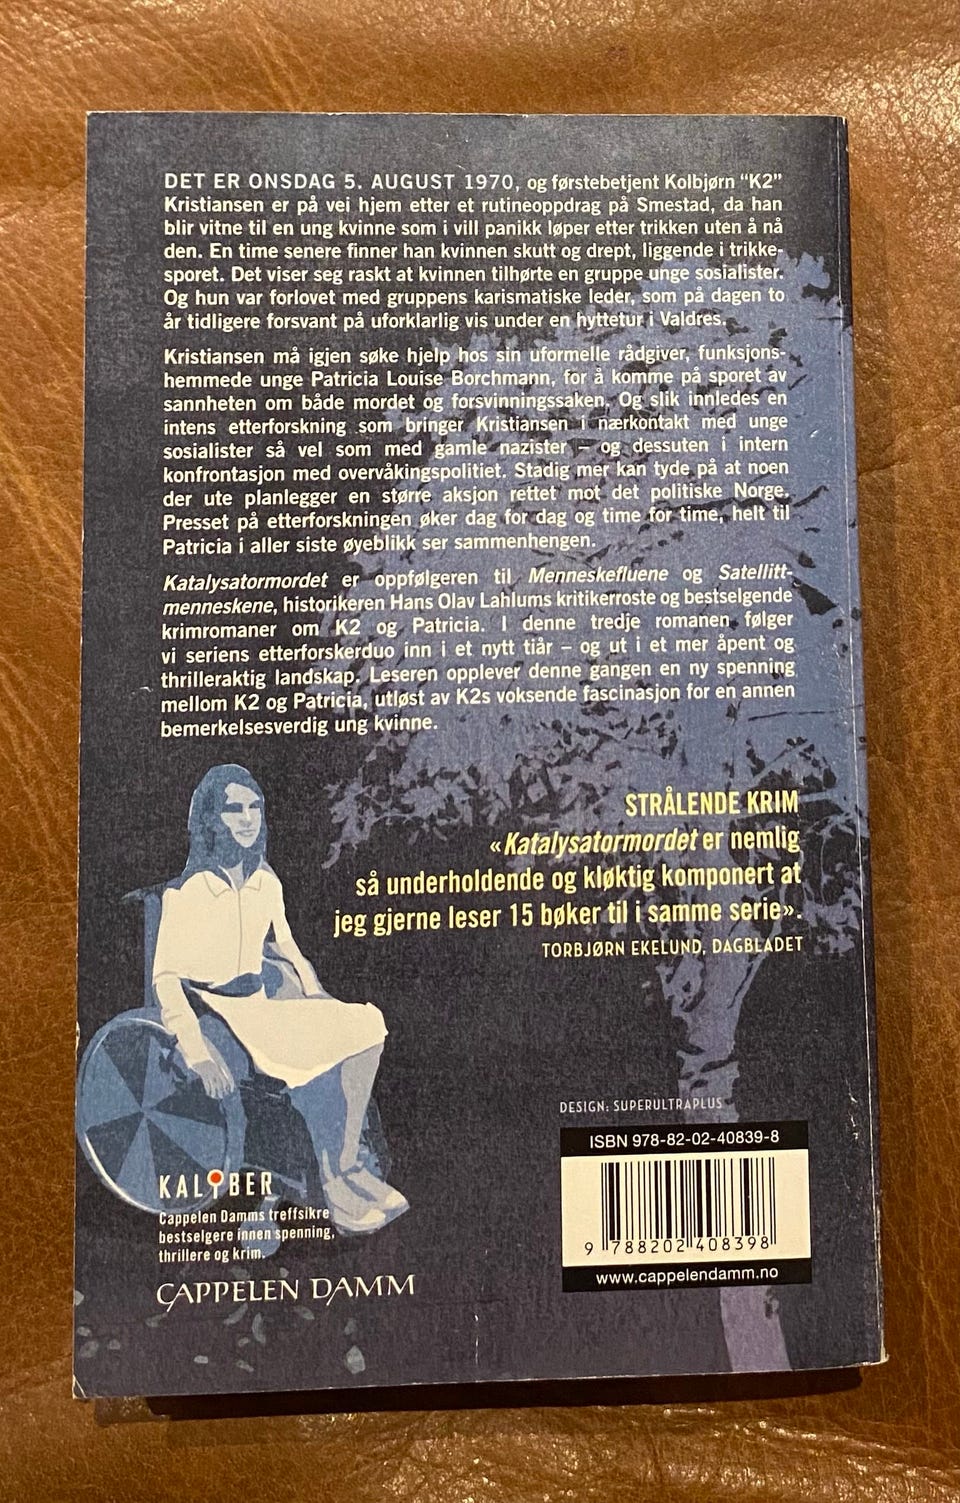 DET ER ONSDAG 5. AUGUST 1970, og førstebetjent Kolbjørn "K2"
Kristiansen er på vei hjem etter et rutineoppdrag på Smestad, da han
blir vitne til en ung kvinne som i vill panikk løper etter trikken uten å nå
den. En time senere finner han kvinnen skutt og drept, liggende i trikke-
sporet. Det viser seg raskt at kvinnen tilhørte en gruppe unge sosialister.
Og hun var forlovet med gruppens karismatiske leder, som på dagen to
år tidligere forsvant på uforklarlig vis under en hyttetur i Valdres.
Kristiansen må igjen søke hjelp hos sin uformelle rådgiver, funksjons-
hemmede unge Patricia Louise Borchmann, for å komme på sporet av
sannheten om både mordet og forsvinningssaken. Og slik innledes en
intens etterforskning som bringer Kristiansen i nærkontakt med unge
sosialister så vel som med gamle nazister – og dessuten i intern
konfrontasjon med overvåkingspolitiet. Stadig mer kan tyde på at noen
der ute planlegger en større aksjon rettet mot det politiske Norge.
Presset på etterforskningen øker dag for dag og time for time, helt til
Patricia i aller siste øyeblikk ser sammenhengen.
Katalysatormordet er oppfølgeren til Menneskefluene og Satellitt-
menneskene, historikeren Hans Olav Lahlums kritikerroste og bestselgende
krimromaner om K2 og Patricia. I denne tredje romanen følger
vi seriens etterforskerduo inn i et nytt tiår – og ut i et mer åpent og
thrilleraktig landskap. Leseren opplever denne gangen en ny spenning
mellom K2 og Patricia, utløst av K2s voksende fascinasjon for en annen
bemerkelsesverdig ung kvinne.
STRÅLENDE KRIM
«Katalysatormordet er nemlig
så underholdende og kløktig komponert at
jeg gjerne leser 15 bøker til i samme serie».
TORBJØRN EKELUND, DAGBLADET
DESIGN: SUPERULTRAPLUS
ISBN 978-82-02-40839-8
9 788202 408398
www.cappelendamm.no
KALIBER
Cappelen Damms treffsikre
bestselgere innen spenning,
thrillere og krim.
CAPPELEN DAMM